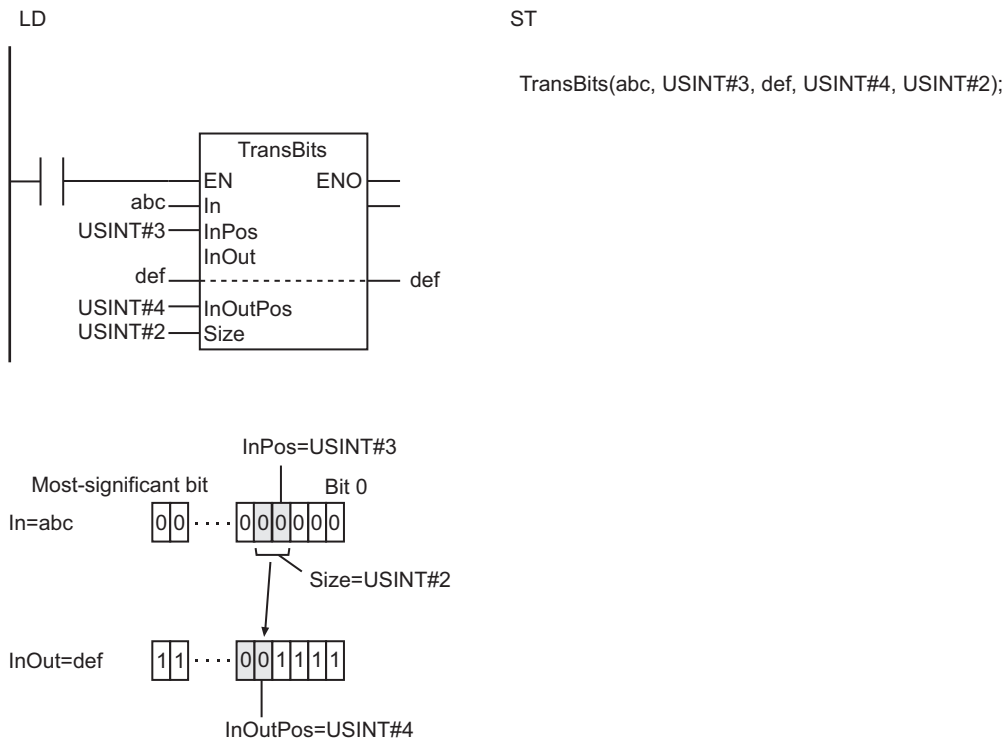 LD
ST
TransBits(abc, USINT#3, def, USINT#4, USINT#2);
TransBits
EN ENO
abc In
USINT#3 InPos
InOut
def def
USINT#4 InOutPos
USINT#2 Size
InPos=USINT#3
Most-significant bit Bit 0
In=abc 0 0 · · · · 0 0 0 0 0 0
Size=USINT#2
InOut=def 1 1 · · · · 0 0 1 1 1 1
InOutPos=USINT#4